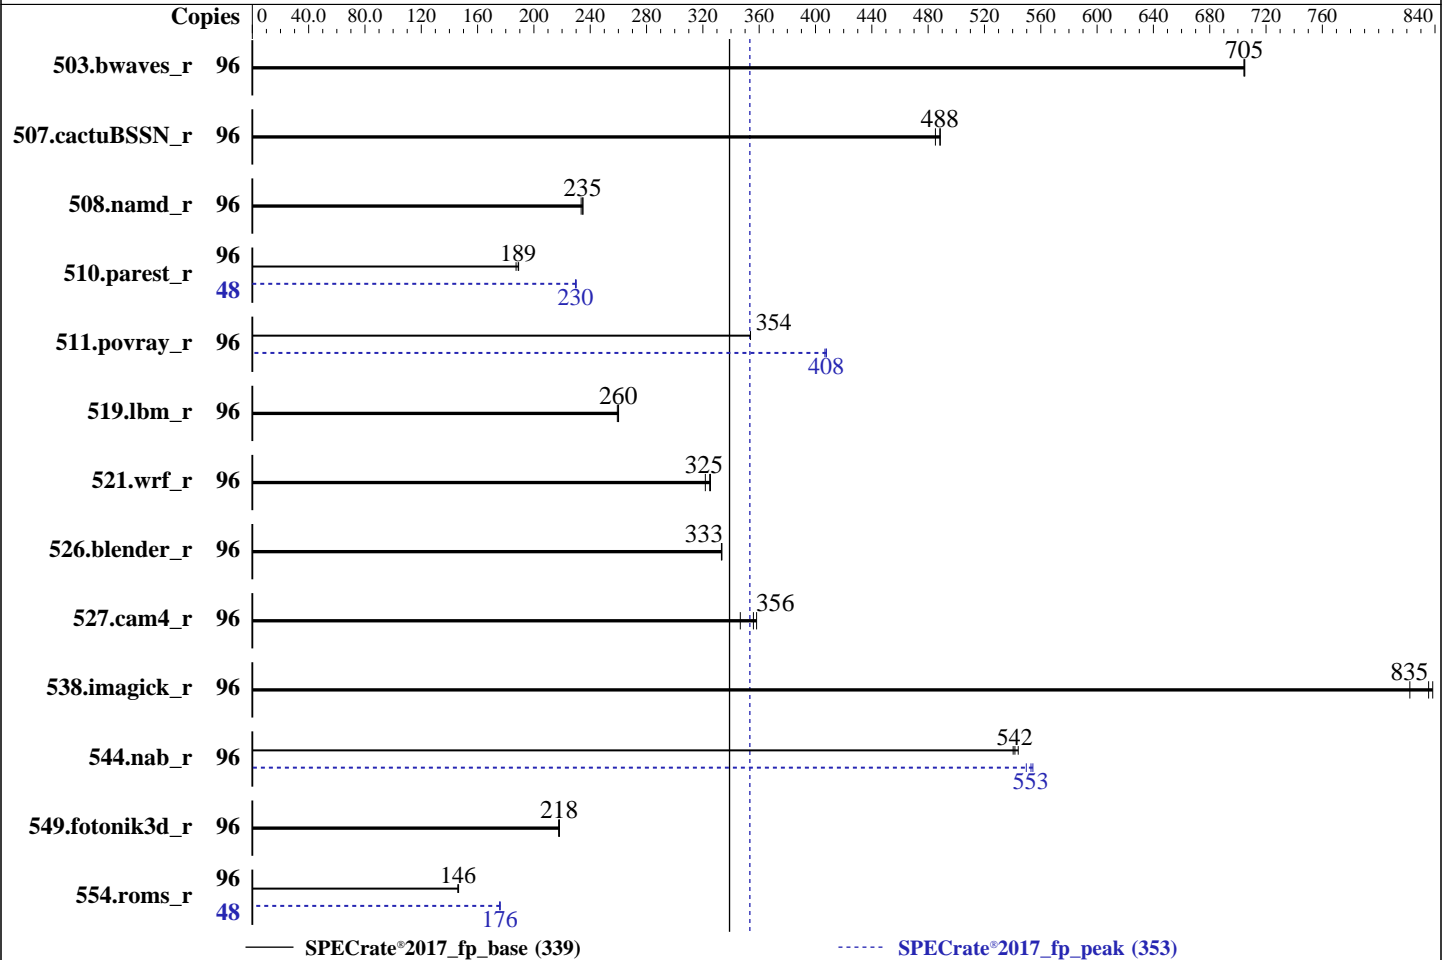 Copies 0 40.0 80.0 120 160 200 240 280 320 360 400 440 480 520 560 600 640 680 720 760 840
503.bwaves_r 96 705
507.cactuBSSN_r 96 488
508.namd_r 96 235
510.parest_r 96 189
48 230
511.povray_r 96 354
408
519.lbm_r 96 260
521.wrf_r 96 325
526.blender_r 96 333
527.cam4_r 96 356
538.imagick_r 96 835
544.nab_r 96 542
553
549.fotonik3d_r 96 218
554.roms_r 96 146
48 176
SPECrate®2017_fp_base (339) SPECrate®2017_fp_peak (353)